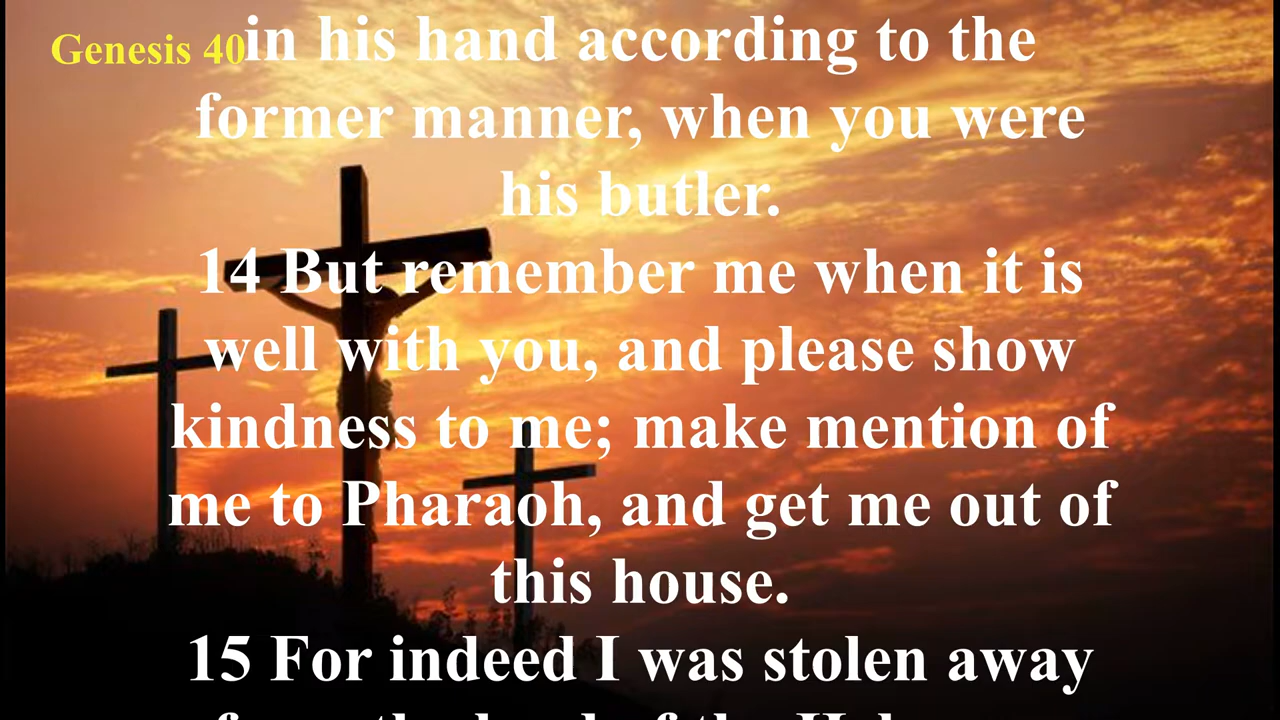 Genesis 40
in his hand according to the
former manner, when you were
his butler.
14 But remember me when it is
well with you, and please show
kindness to me; make mention of
me to Pharaoh, and get me out of
this house.
15 For indeed I was stolen away